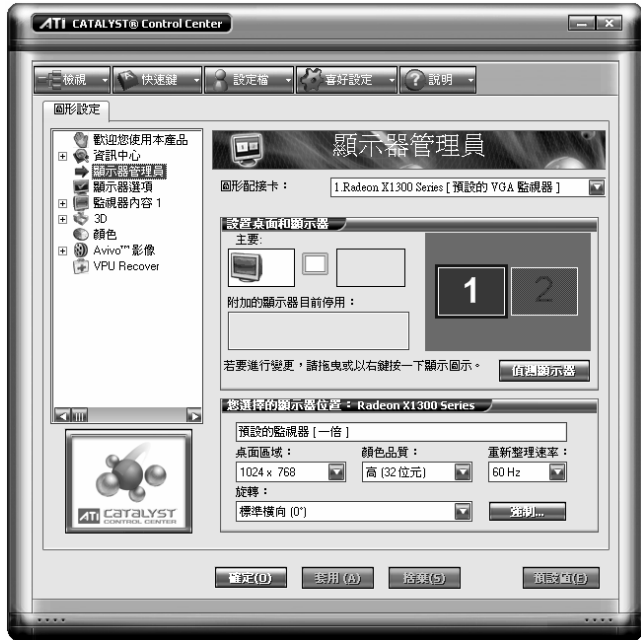 ATI CATALYST® Control Center
檢視 快速鍵 設定檔 喜好設定 說明
圖形設定
歡迎您使用本產品
資訊中心
顯示器管理員
顯示器選項
監視器內容 1
3D
顏色
Avivo™ 影像
VPU Recover
ATI CATALYST
CONTROL CENTER
顯示器管理員
圖形配接卡：
1.Radeon X1300 Series [ 預設的 VGA 監視器 ]
設置桌面和顯示器
主要:
1 2
附加的顯示器目前停用：
若要進行變更，請拖曳或以右鍵按一下顯示圖示。
偵測顯示器
您選擇的顯示器位置：Radeon X1300 Series
預設的監視器 [ 一倍 ]
桌面區域： 顏色品質： 重新整理速率：
1024 x 768 高 (32 位元) 60 Hz
旋轉：
標準橫向 (0°) 強制...
確定(O) 套用 (A) 捨棄(S) 預設值(E)